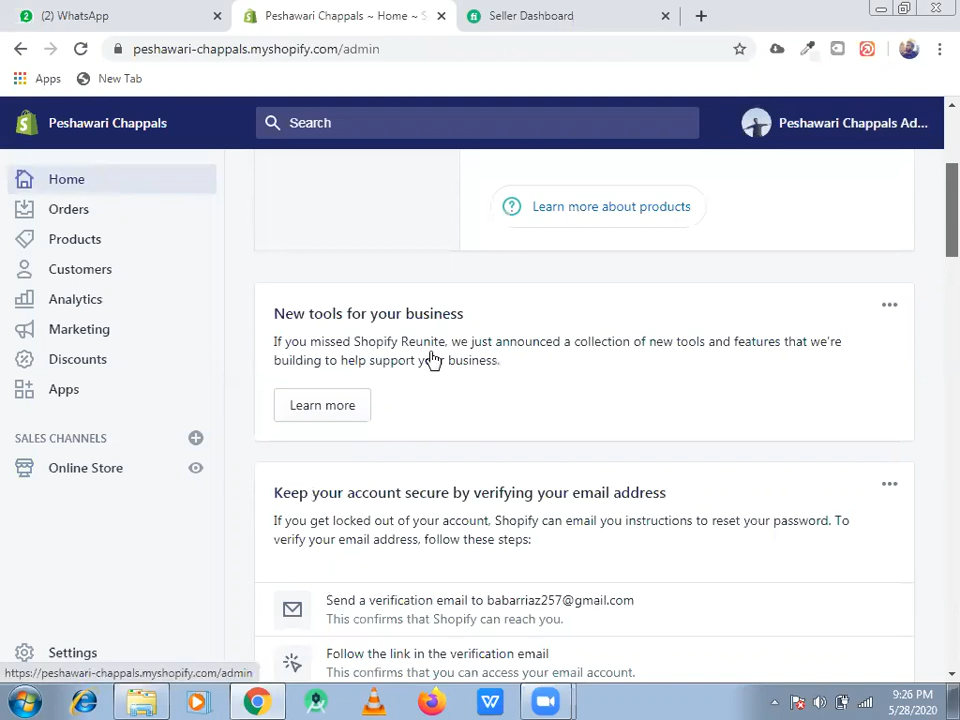 (2) WhatsApp
Peshawari Chappals ~ Home ~ S
Seller Dashboard
peshawari-chappals.myshopify.com/admin
Apps
New Tab
Peshawari Chappals
Search
Peshawari Chappals Ad...
Home
Orders
Products
Customers
Analytics
Marketing
Discounts
Apps
SALES CHANNELS
Online Store
Settings
Learn more about products
New tools for your business
If you missed Shopify Reunite, we just announced a collection of new tools and features that we're
building to help support your business.
Learn more
Keep your account secure by verifying your email address
If you get locked out of your account, Shopify can email you instructions to reset your password. To
verify your email address, follow these steps:
Send a verification email to babarriaz257@gmail.com
This confirms that Shopify can reach you.
Follow the link in the verification email
This confirms that you can access your email account.
https://peshawari-chappals.myshopify.com/admin
9:26 PM
5/28/2020